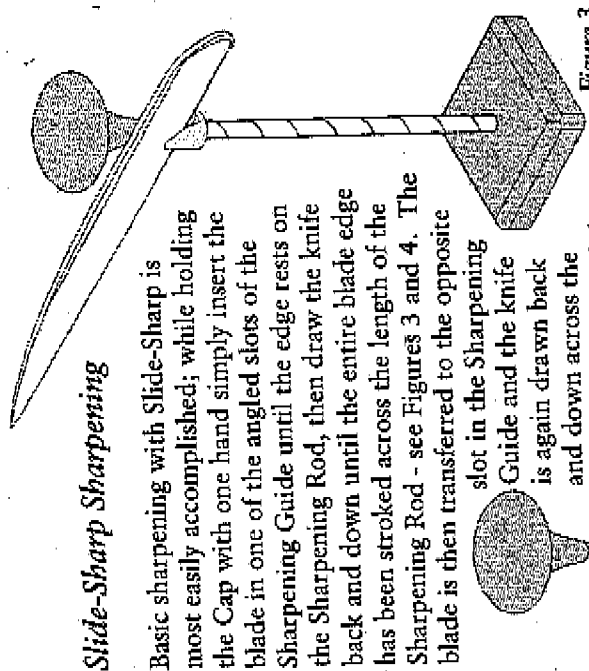 Slide-Sharp Sharpening
Basic sharpening with Slide-Sharp is
most easily accomplished; while holding
the Cap with one hand simply insert the
blade in one of the angled slots of the
Sharpening Guide until the edge rests on
the Sharpening Rod, then draw the knife
back and down until the entire blade edge
has been stroked across the length of the
Sharpening Rod - see Figures 3 and 4. The
blade is then transferred to the opposite
slot in the Sharpening
Guide and the knife
is again drawn back
and down across the
Figure 3